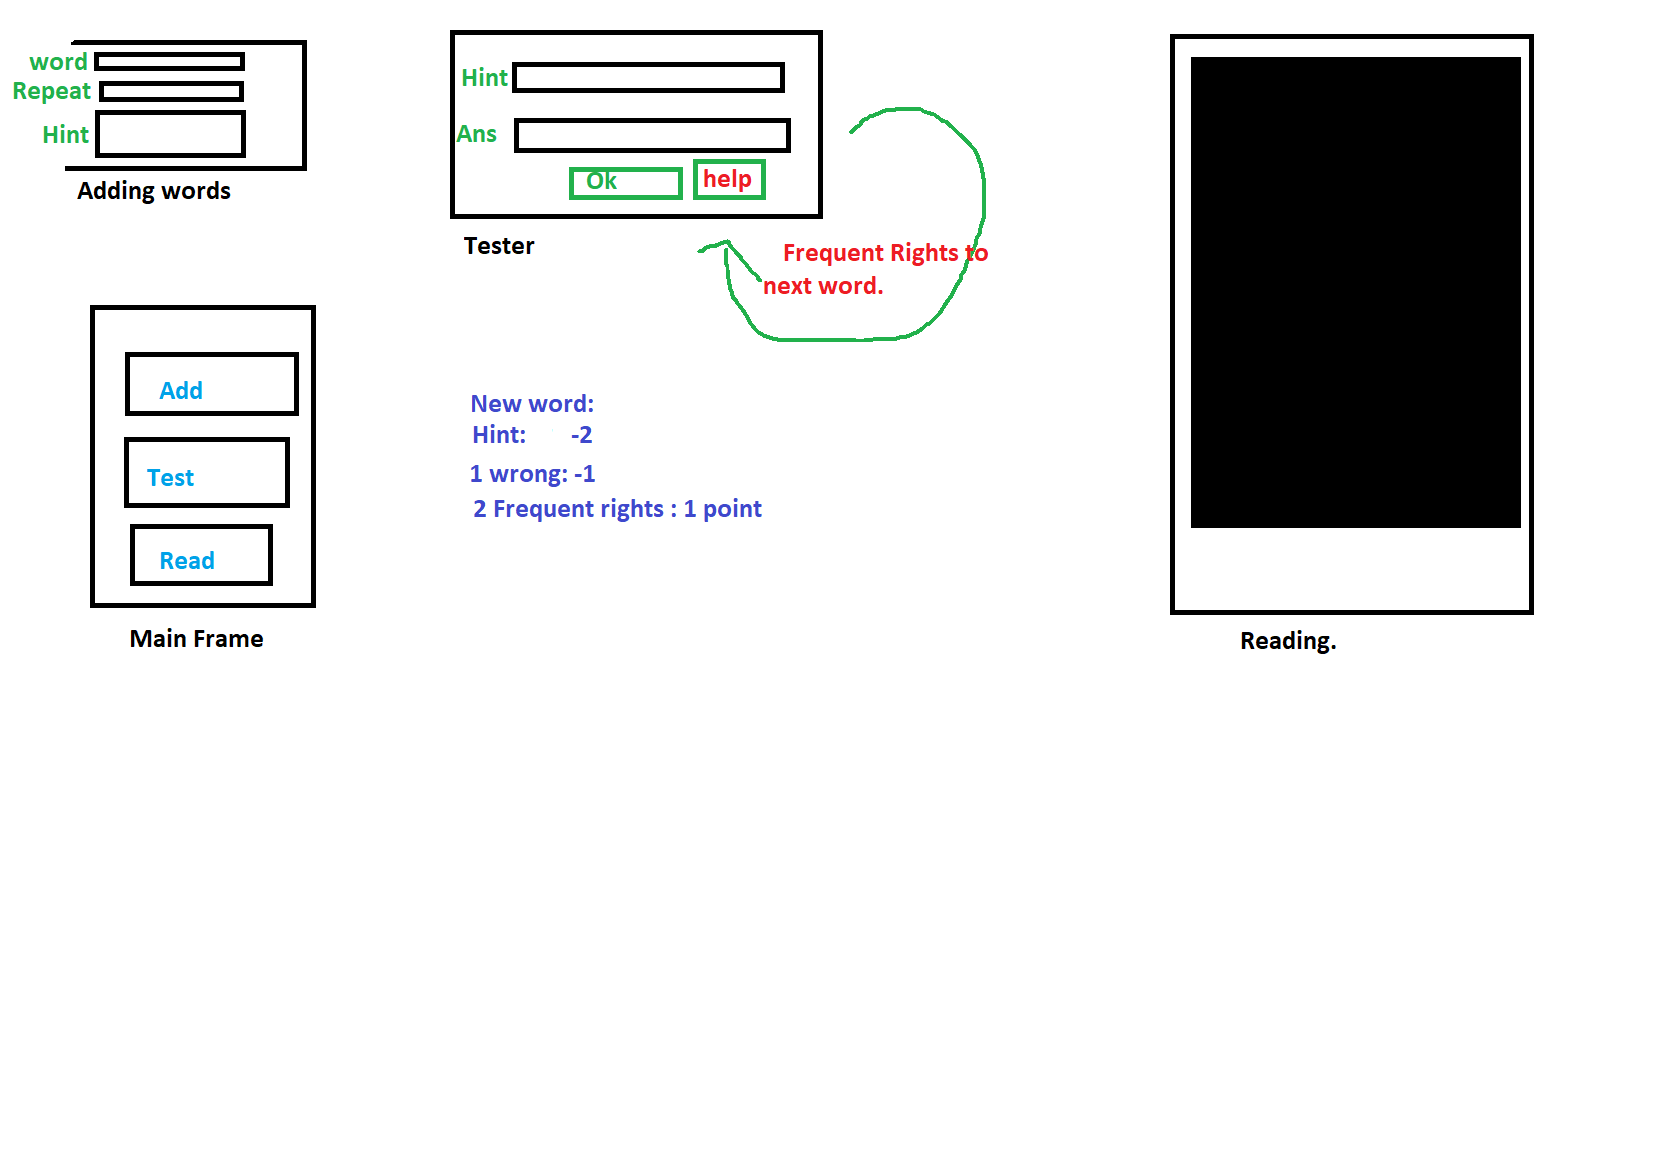 word
Repeat
Hint
Adding words
Hint
Ans
Ok
help
Tester
Frequent Rights to
next word.
Add
Test
Read
Main Frame
New word:
Hint: -2
1 wrong: -1
2 Frequent rights : 1 point
Reading.